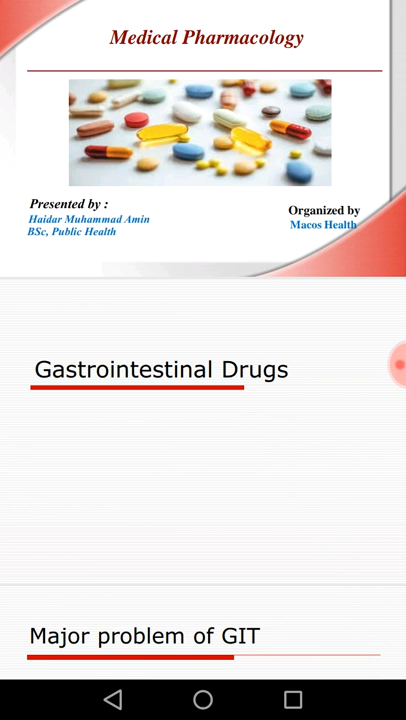 Medical Pharmacology
Presented by :
Haidar Muhammad Amin
BSc, Public Health
Organized by
Macos Health
Gastrointestinal Drugs
Major problem of GIT